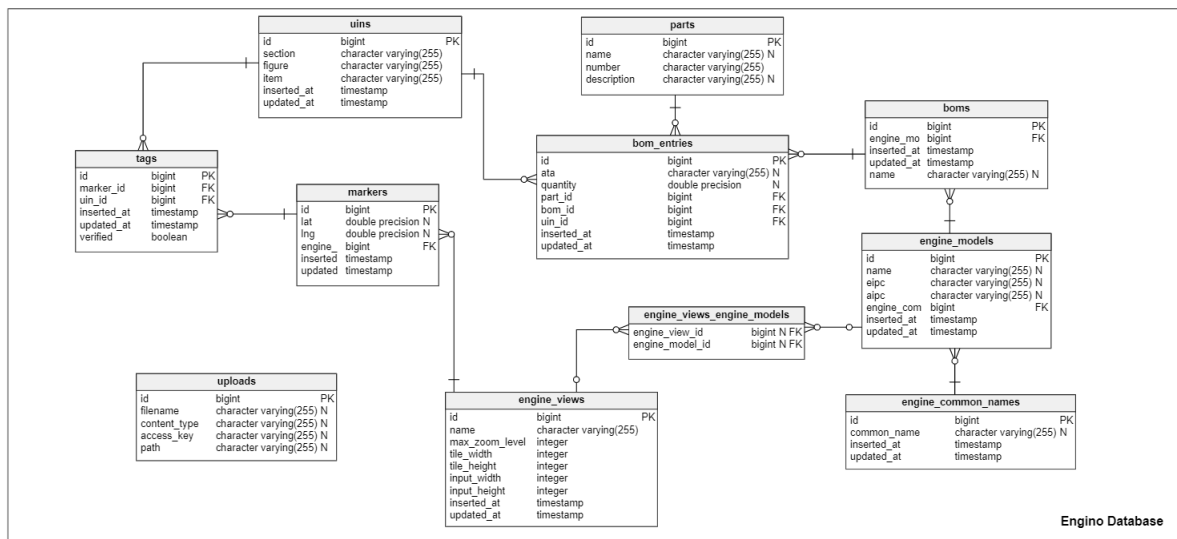 uins
id bigint PK
section character varying(255)
figure character varying(255)
item character varying(255)
inserted_at timestamp
updated_at timestamp
parts
id bigint PK
name character varying(255) N
number character varying(255)
description character varying(255) N
boms
id bigint PK
engine_mo bigint FK
inserted_at timestamp
updated_at timestamp
name character varying(255) N
tags
id bigint PK
marker_id bigint FK
uin_id bigint FK
inserted_at timestamp
updated_at timestamp
verified boolean
markers
id bigint PK
lat double precision N
lng double precision N
engine_ bigint FK
inserted timestamp
updated timestamp
bom_entries
id bigint PK
ata character varying(255) N
quantity double precision N
part_id bigint FK
bom_id bigint FK
uin_id bigint FK
inserted_at timestamp
updated_at timestamp
engine_models
id bigint PK
name character varying(255) N
eipc character varying(255) N
aipc character varying(255) N
engine_com bigint FK
inserted_at timestamp
updated_at timestamp
engine_views_engine_models
engine_view_id bigint N FK
engine_model_id bigint N FK
uploads
id bigint PK
filename character varying(255) N
content_type character varying(255) N
access_key character varying(255) N
path character varying(255) N
engine_views
id bigint PK
name character varying(255)
max_zoom_level integer
tile_width integer
tile_height integer
input_width integer
input_height integer
inserted_at timestamp
updated_at timestamp
engine_common_names
id bigint PK
common_name character varying(255) N
inserted_at timestamp
updated_at timestamp
Engino Database